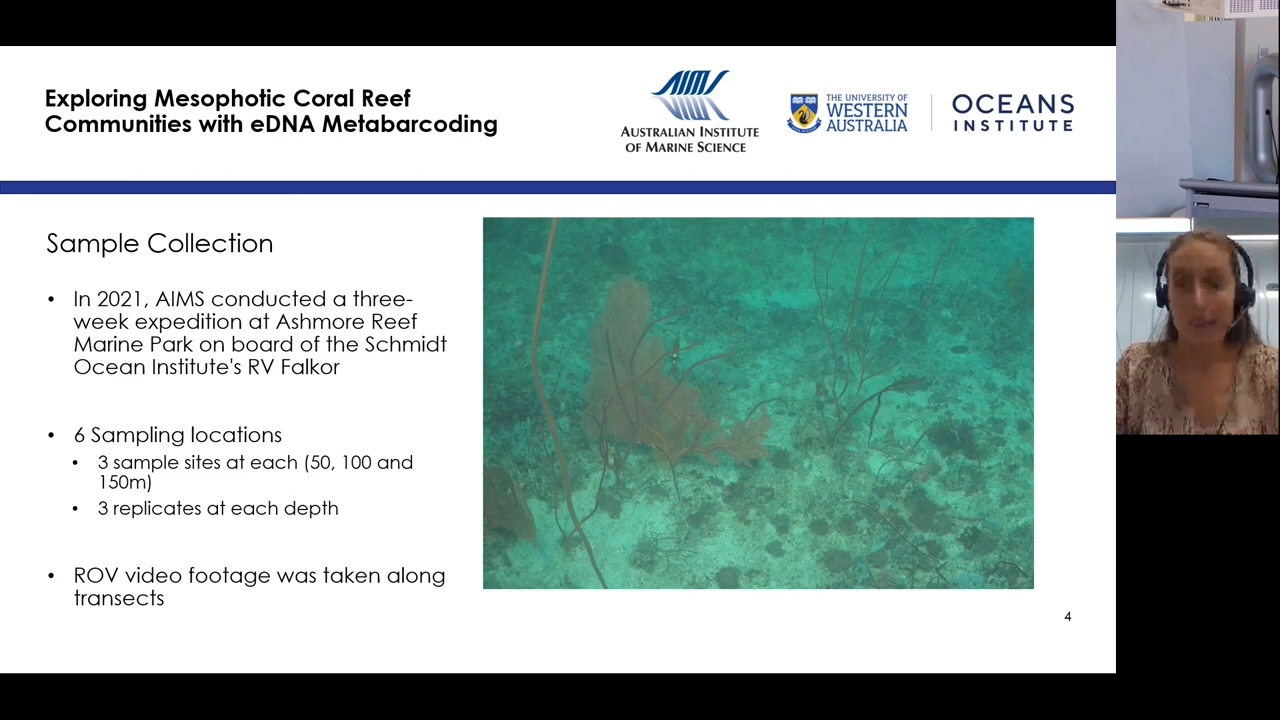 Exploring Mesophotic Coral Reef
Communities with eDNA Metabarcoding
AIMS
AUSTRALIAN INSTITUTE
OF MARINE SCIENCE
THE UNIVERSITY OF
WESTERN
AUSTRALIA
OCEANS
INSTITUTE
Sample Collection
• In 2021, AIMS conducted a three-
week expedition at Ashmore Reef
Marine Park on board of the Schmidt
Ocean Institute's RV Falkor
• 6 Sampling locations
• 3 sample sites at each (50, 100 and
150m)
• 3 replicates at each depth
• ROV video footage was taken along
transects
4